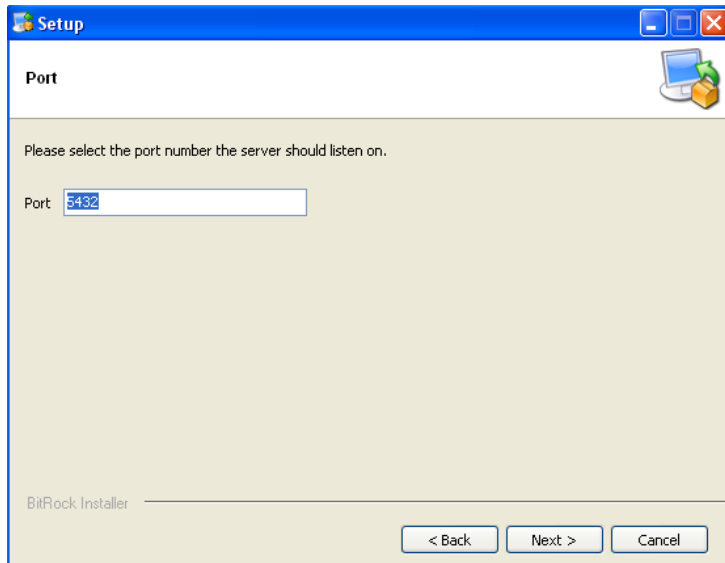 Setup
Port
Please select the port number the server should listen on.
Port 5432
BitRock Installer
< Back Next > Cancel